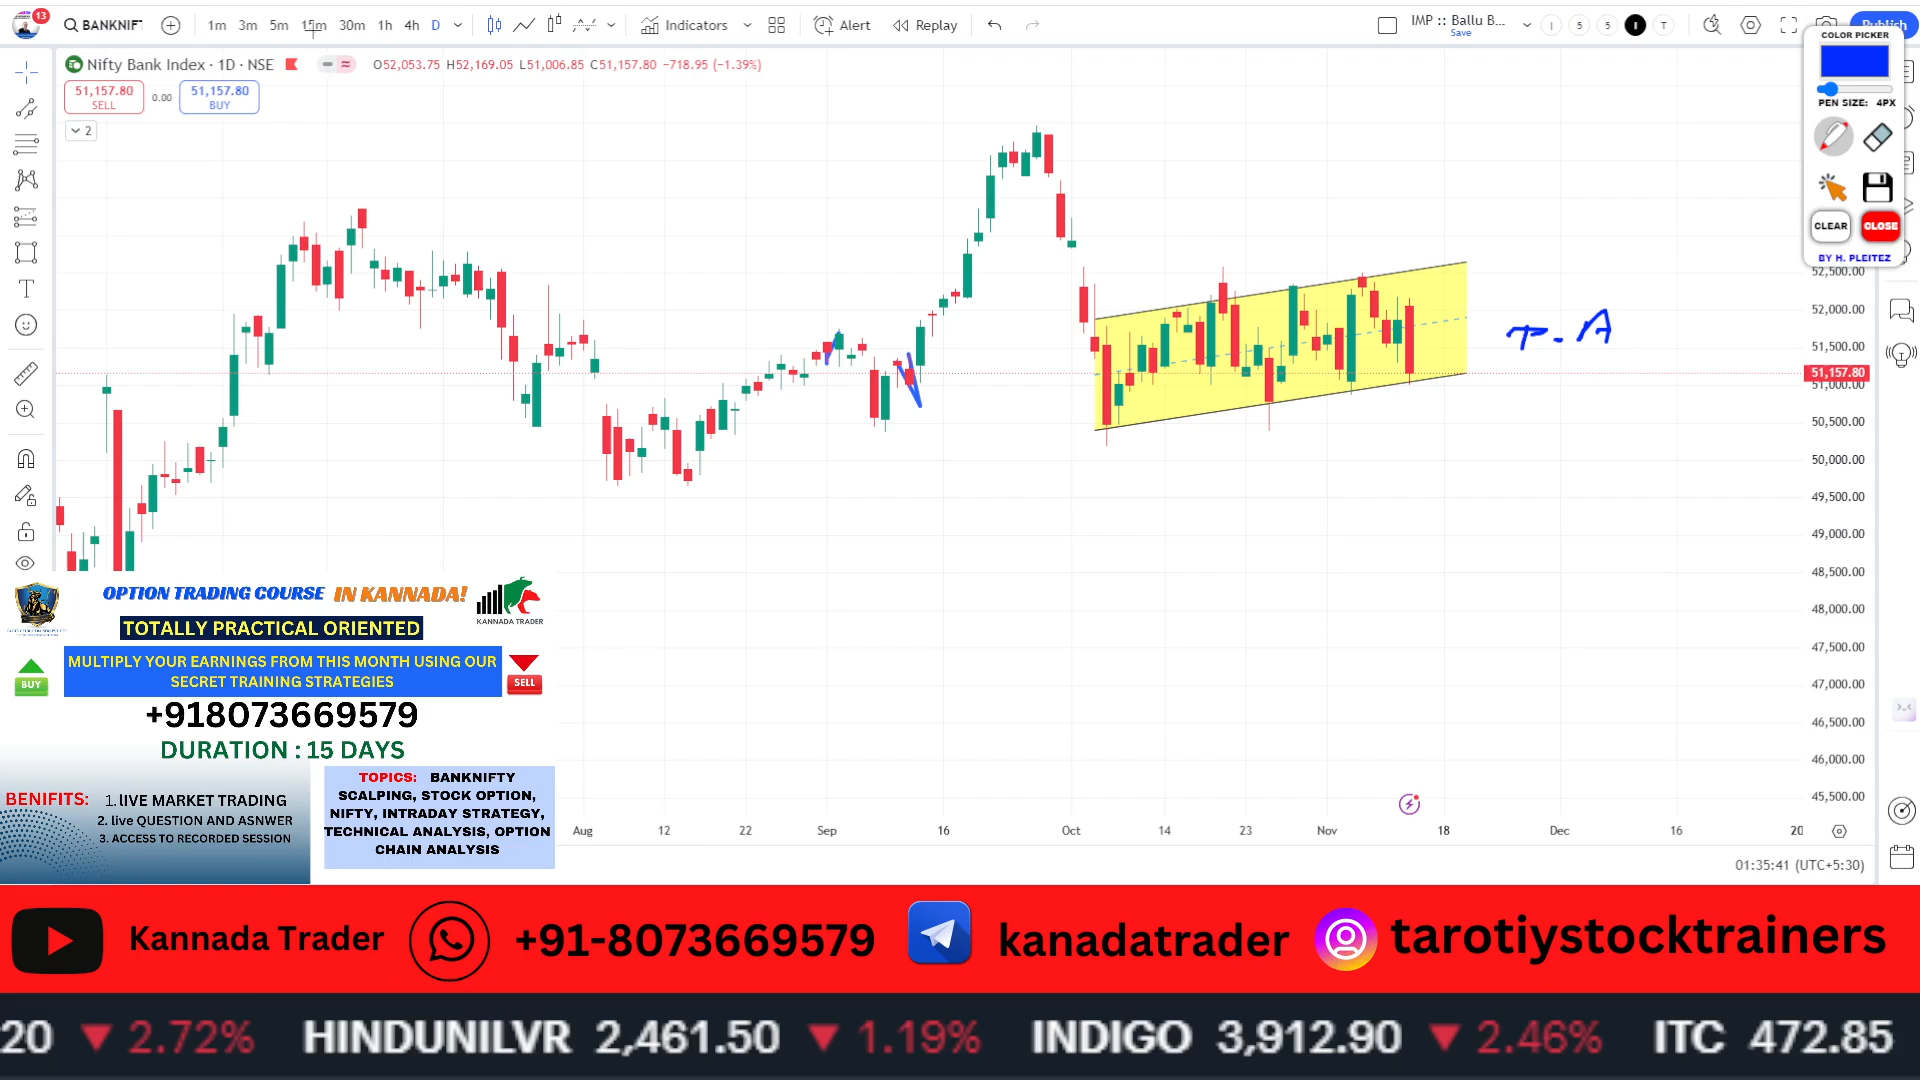 13
BANKNIF
1m 3m 5m 15m 30m 1h 4h D
Indicators
Alert
Replay
IMP :: Ballu B...
Save
I 5 5 I T
Publish
COLOR PICKER
PEN SIZE: 4PX
CLEAR
CLOSE
BY H. PLEITEZ
Nifty Bank Index · 1D · NSE
O52,053.75 H52,169.05 L51,006.85 C51,157.80 −718.95 (−1.39%)
51,157.80
SELL
0.00
51,157.80
BUY
2
P. A
52,500.00
52,000.00
51,500.00
51,157.80
51,000.00
50,500.00
50,000.00
49,500.00
49,000.00
48,500.00
48,000.00
47,500.00
47,000.00
46,500.00
46,000.00
45,500.00
Aug 12 22 Sep 16 Oct 14 23 Nov 18 Dec 16 20
01:35:41 (UTC+5:30)
OPTION TRADING COURSE IN KANNADA!
KANNADA TRADER
TOTALLY PRACTICAL ORIENTED
BUY
MULTIPLY YOUR EARNINGS FROM THIS MONTH USING OUR
SECRET TRAINING STRATEGIES
SELL
+918073669579
DURATION : 15 DAYS
BENIFITS:
1. lIVE MARKET TRADING
2. live QUESTION AND ASNWER
3. ACCESS TO RECORDED SESSION
TOPICS: BANKNIFTY
SCALPING, STOCK OPTION,
NIFTY, INTRADAY STRATEGY,
TECHNICAL ANALYSIS, OPTION
CHAIN ANALYSIS
Kannada Trader
+91-8073669579
kanadatrader
tarotiystocktrainers
20 ▼ 2.72% HINDUNILVR 2,461.50 ▼ 1.19% INDIGO 3,912.90 ▼ 2.46% ITC 472.85